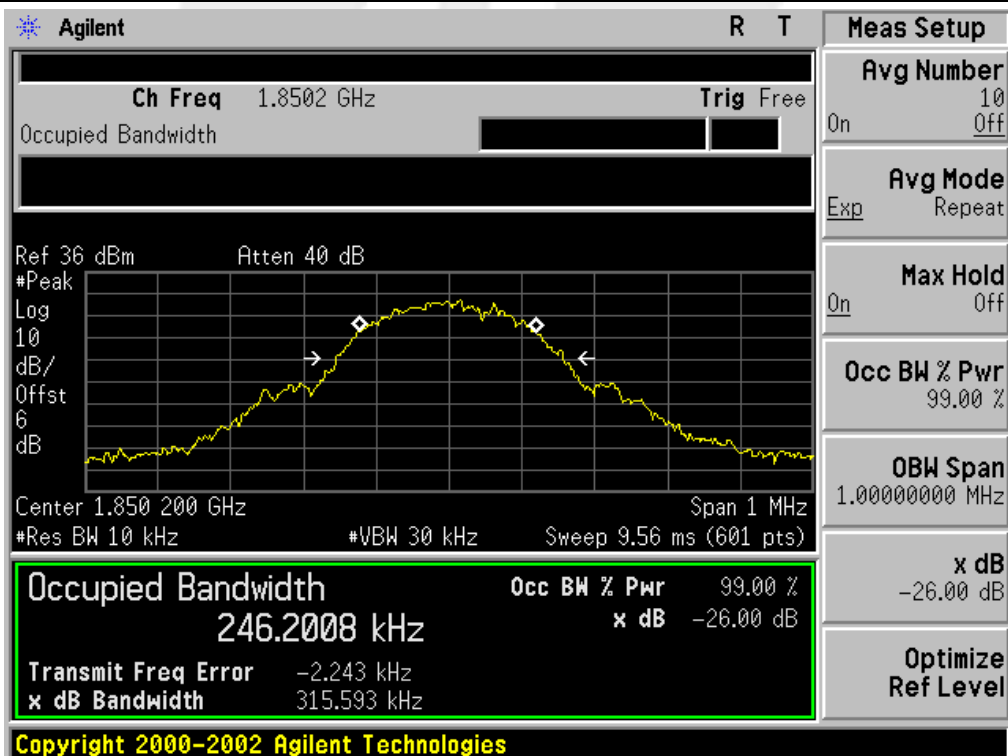 Agilent R T
Ch Freq 1.8502 GHz Trig Free
Occupied Bandwidth
Ref 36 dBm Atten 40 dB
#Peak
Log
10
dB/
Offst
6
dB
Center 1.850 200 GHz Span 1 MHz
#Res BW 10 kHz #VBW 30 kHz Sweep 9.56 ms (601 pts)
Occupied Bandwidth Occ BW % Pwr 99.00 %
246.2008 kHz x dB -26.00 dB
Transmit Freq Error -2.243 kHz
x dB Bandwidth 315.593 kHz
Copyright 2000-2002 Agilent Technologies
Meas Setup
Avg Number
10
On Off
Avg Mode
Exp Repeat
Max Hold
On Off
Occ BW % Pwr
99.00 %
OBW Span
1.00000000 MHz
x dB
-26.00 dB
Optimize
Ref Level